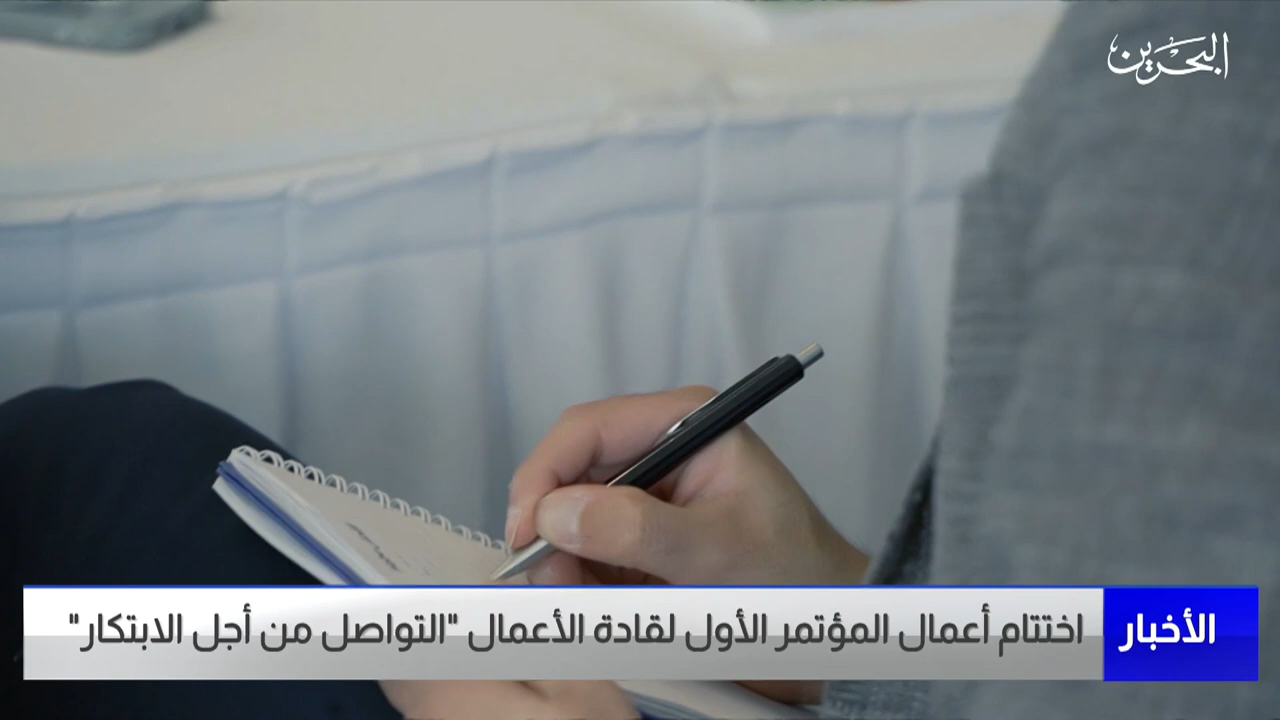 البحرين
الأخبار
اختتام أعمال المؤتمر الأول لقادة الأعمال "التواصل من أجل الابتكار"